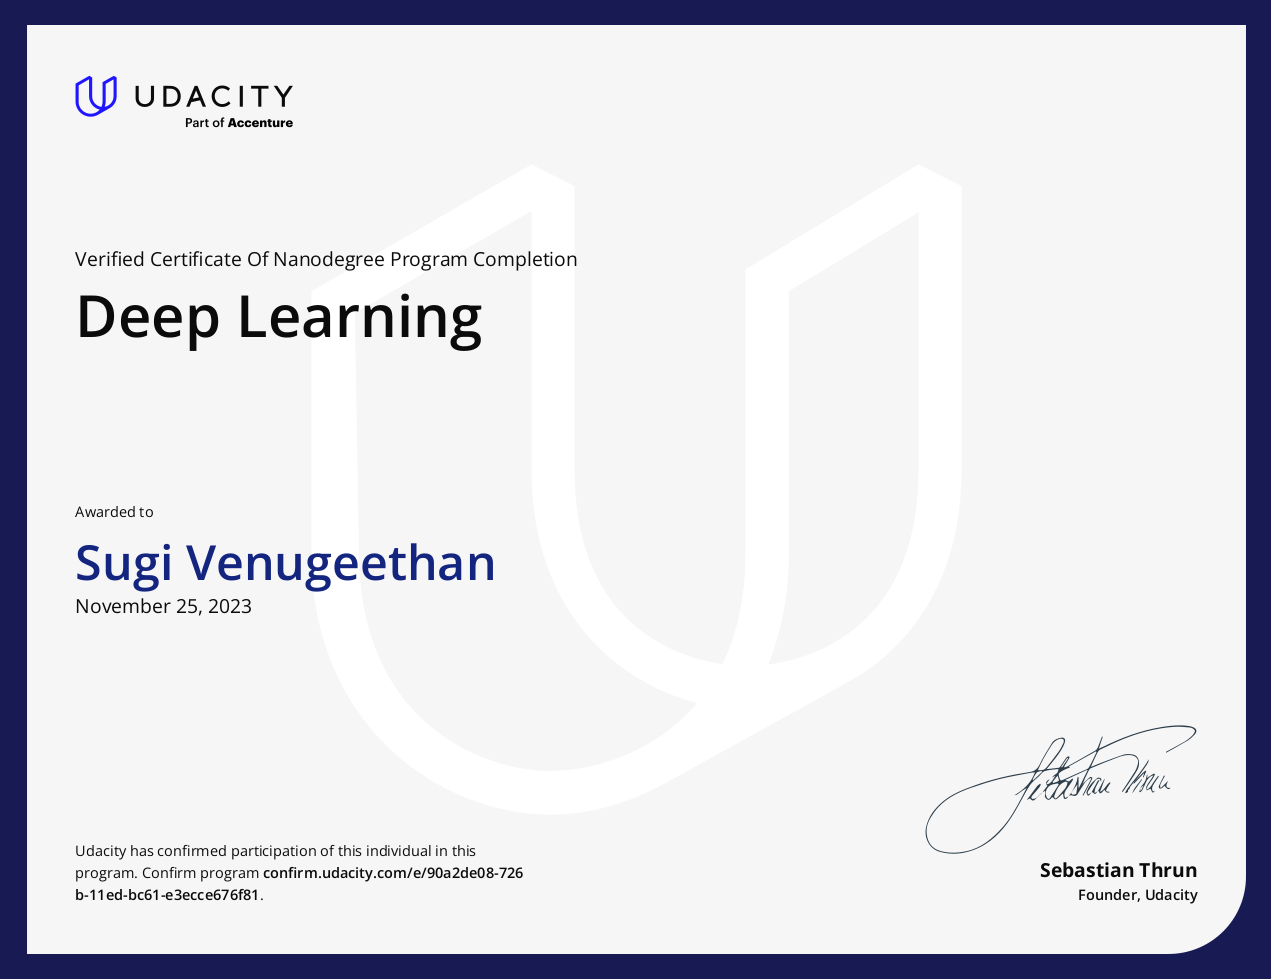 UDACITY
Part of Accenture
Verified Certificate Of Nanodegree Program Completion
Deep Learning
Awarded to
Sugi Venugeethan
November 25, 2023
Sebastian Thrun
Udacity has confirmed participation of this individual in this
program. Confirm program confirm.udacity.com/e/90a2de08-726
b-11ed-bc61-e3ecce676f81.
Sebastian Thrun
Founder, Udacity